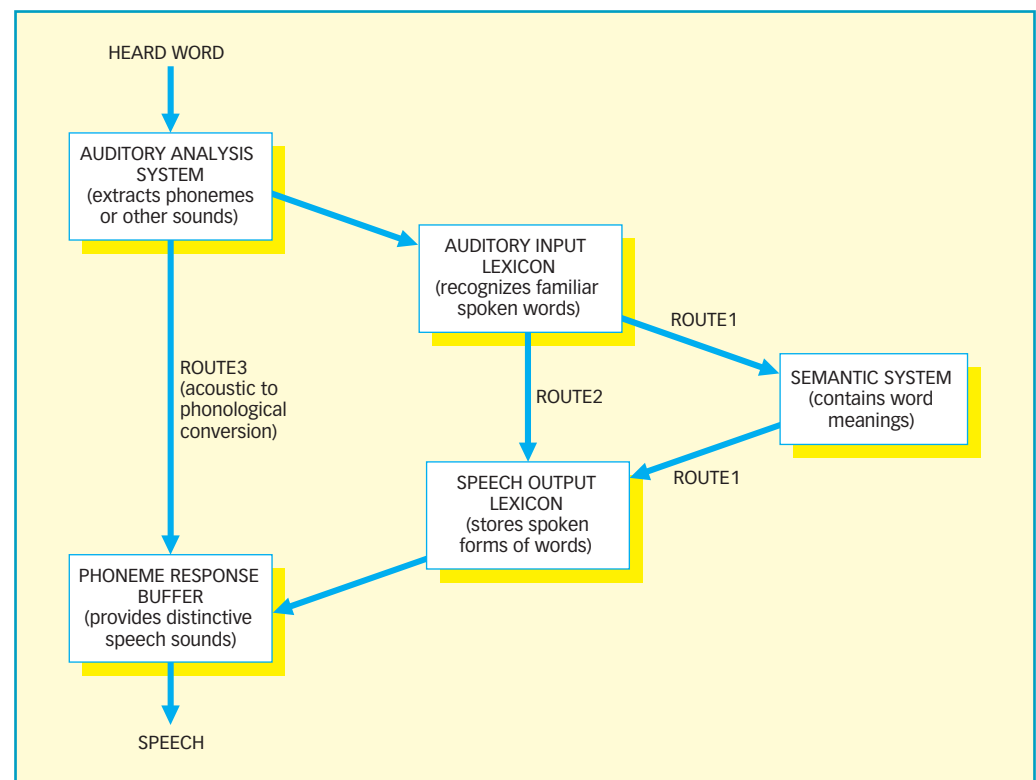 HEARD WORD
AUDITORY ANALYSIS
SYSTEM
(extracts phonemes
or other sounds)
AUDITORY INPUT
LEXICON
(recognizes familiar
spoken words)
ROUTE1
ROUTE3
(acoustic to
phonological
conversion)
ROUTE2
SEMANTIC SYSTEM
(contains word
meanings)
ROUTE1
SPEECH OUTPUT
LEXICON
(stores spoken
forms of words)
PHONEME RESPONSE
BUFFER
(provides distinctive
speech sounds)
SPEECH